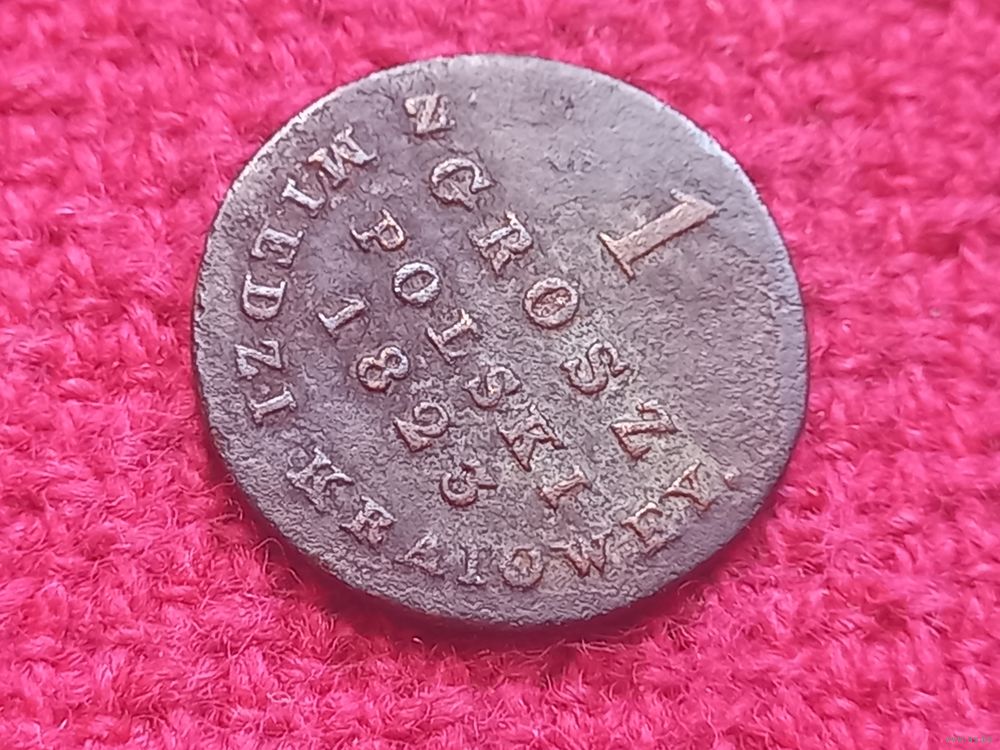 1
GROSZ
POLSKI
1823
Z MIEDZI KRAIOWEY.